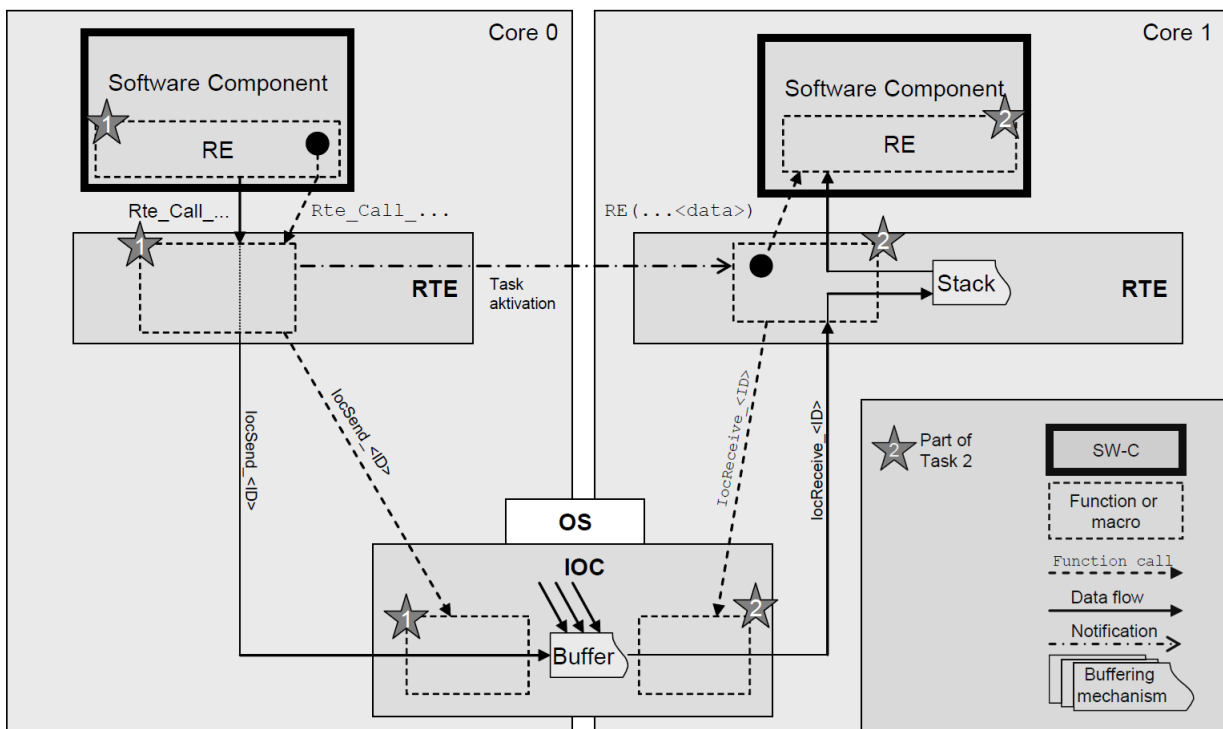 Core 0
Core 1
Software Component
1
RE
Software Component
2
RE
Rte_Call_...
Rte_Call_...
RE(...<data>)
1
RTE
Task
aktivation
2
Stack
RTE
IocSend_<ID>
IocSend_<ID>
IocReceive_<ID>
IocReceive_<ID>
OS
IOC
1
Buffer
2
2
Part of
Task 2
SW-C
Function or
macro
Function call
Data flow
Notification
Buffering
mechanism